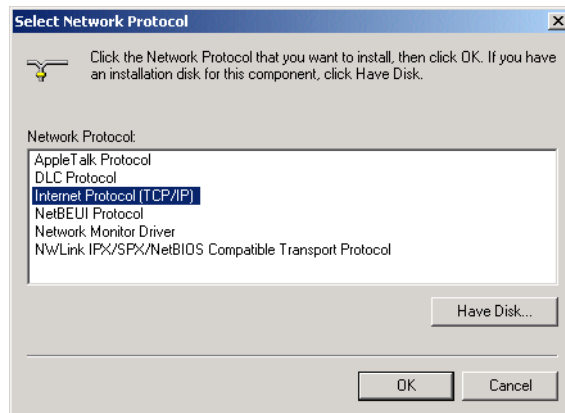 Select Network Protocol
Click the Network Protocol that you want to install, then click OK. If you have
an installation disk for this component, click Have Disk.
Network Protocol:
AppleTalk Protocol
DLC Protocol
Internet Protocol (TCP/IP)
NetBEUI Protocol
Network Monitor Driver
NWLink IPX/SPX/NetBIOS Compatible Transport Protocol
Have Disk...
OK
Cancel